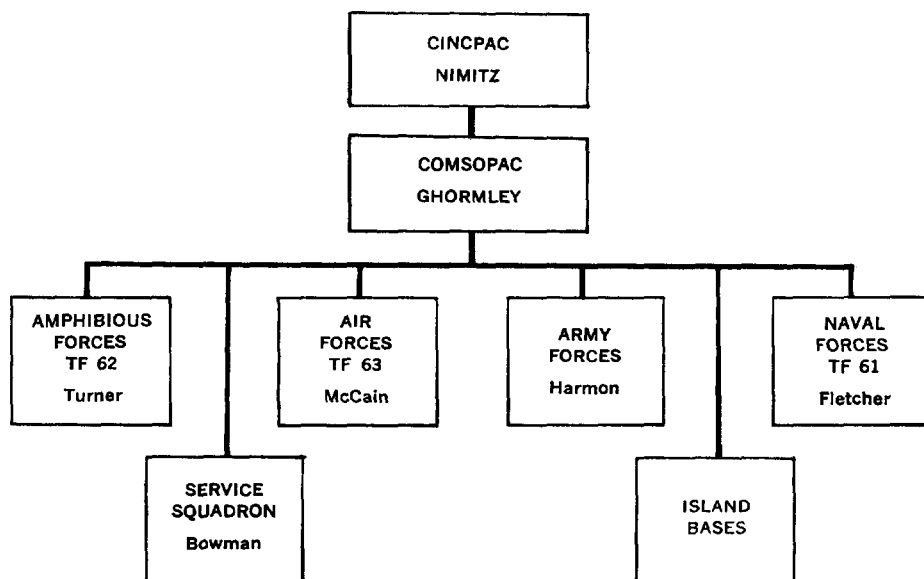 CINCPAC
NIMITZ
COMSOPAC
GHORMLEY
AMPHIBIOUS
FORCES
TF 62
Turner
AIR
FORCES
TF 63
McCain
ARMY
FORCES
Harmon
NAVAL
FORCES
TF 61
Fletcher
SERVICE
SQUADRON
Bowman
ISLAND
BASES